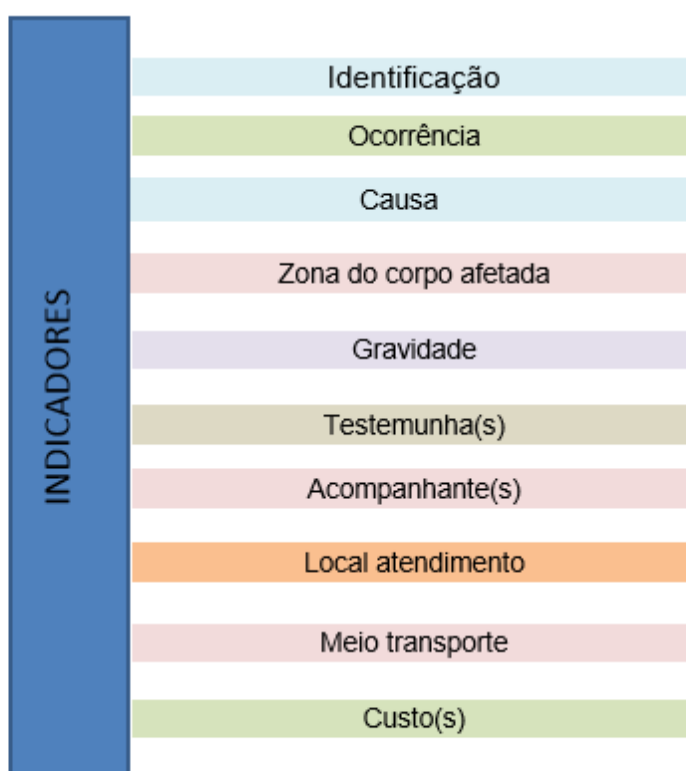 INDICADORES
Identificação
Ocorrência
Causa
Zona do corpo afetada
Gravidade
Testemunha(s)
Acompanhante(s)
Local atendimento
Meio transporte
Custo(s)